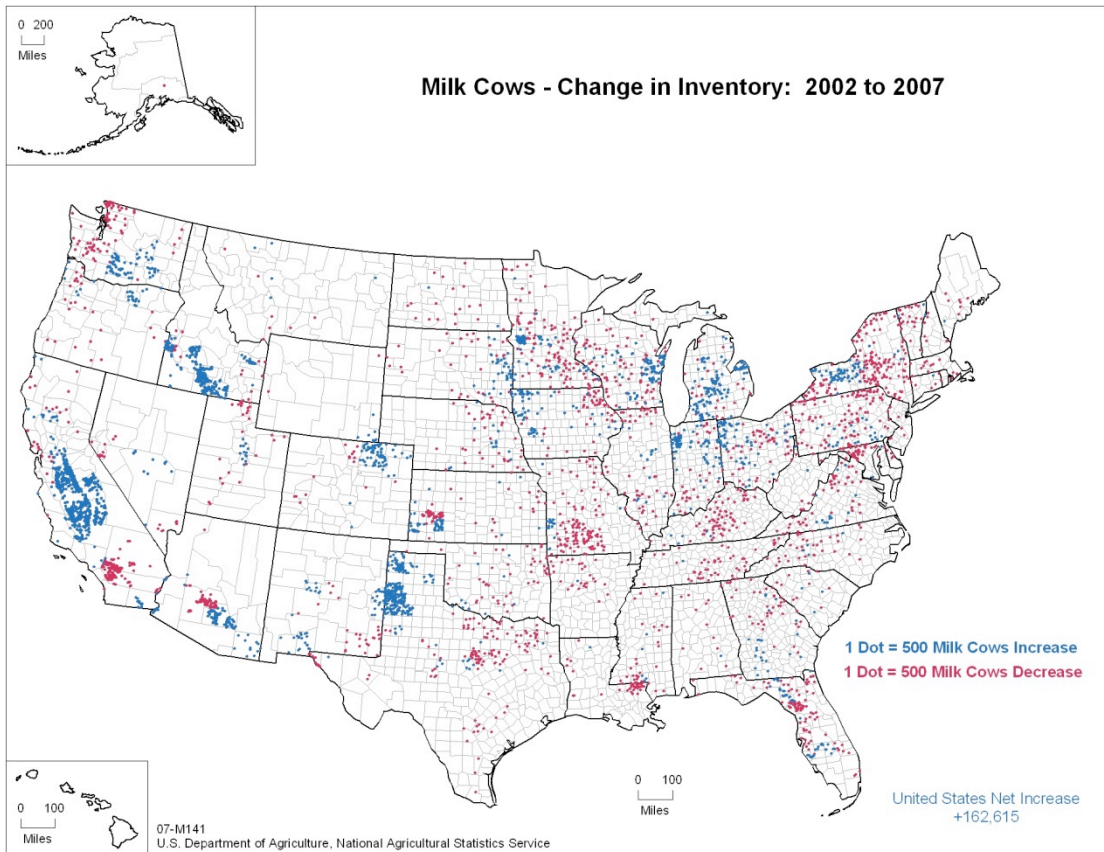 0 200
Miles
Milk Cows - Change in Inventory: 2002 to 2007
1 Dot = 500 Milk Cows Increase
1 Dot = 500 Milk Cows Decrease
0 100
Miles
0 100
Miles
United States Net Increase
+162,615
07-M141
U.S. Department of Agriculture, National Agricultural Statistics Service